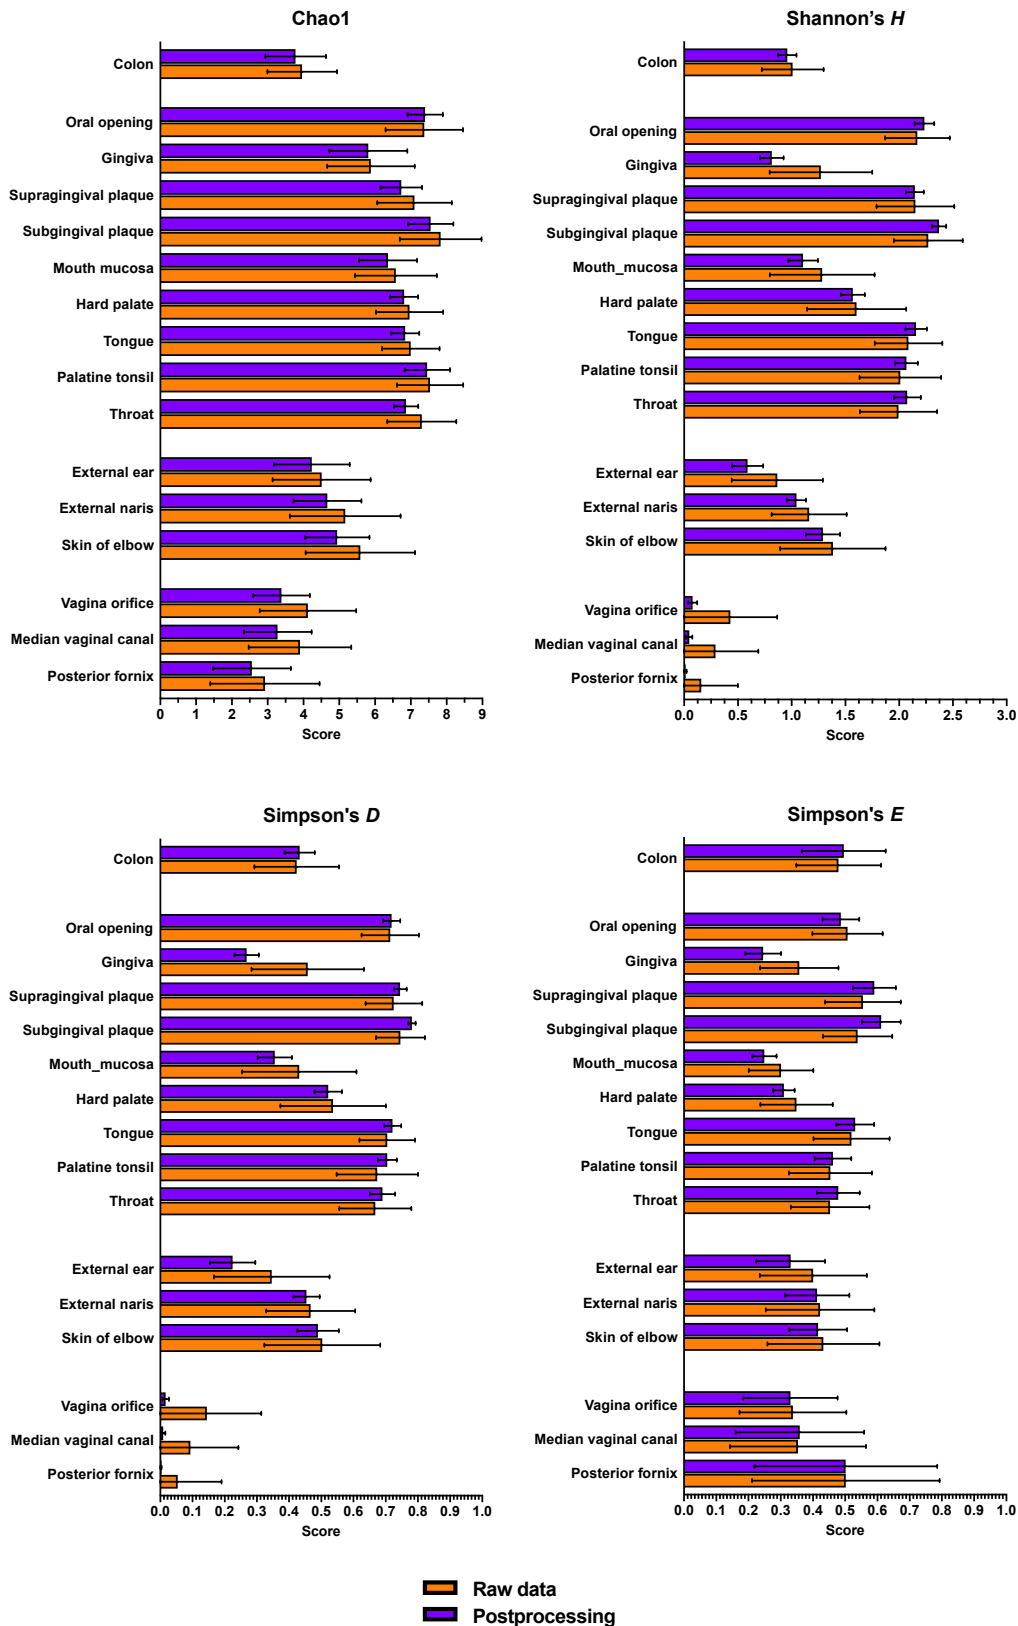 Chao1
Colon
Oral opening
Gingiva
Supragingival plaque
Subgingival plaque
Mouth mucosa
Hard palate
Tongue
Palatine tonsil
Throat
External ear
External naris
Skin of elbow
Vagina orifice
Median vaginal canal
Posterior fornix
0 1 2 3 4 5 6 7 8 9
Score
Shannon's H
Colon
Oral opening
Gingiva
Supragingival plaque
Subgingival plaque
Mouth_mucosa
Hard palate
Tongue
Palatine tonsil
Throat
External ear
External naris
Skin of elbow
Vagina orifice
Median vaginal canal
Posterior fornix
0.0 0.5 1.0 1.5 2.0 2.5 3.0
Score
Simpson's D
Colon
Oral opening
Gingiva
Supragingival plaque
Subgingival plaque
Mouth_mucosa
Hard palate
Tongue
Palatine tonsil
Throat
External ear
External naris
Skin of elbow
Vagina orifice
Median vaginal canal
Posterior fornix
0.0 0.1 0.2 0.3 0.4 0.5 0.6 0.7 0.8 0.9 1.0
Score
Simpson's E
Colon
Oral opening
Gingiva
Supragingival plaque
Subgingival plaque
Mouth_mucosa
Hard palate
Tongue
Palatine tonsil
Throat
External ear
External naris
Skin of elbow
Vagina orifice
Median vaginal canal
Posterior fornix
0.0 0.1 0.2 0.3 0.4 0.5 0.6 0.7 0.8 0.9 1.0
Score
Raw data
Postprocessing